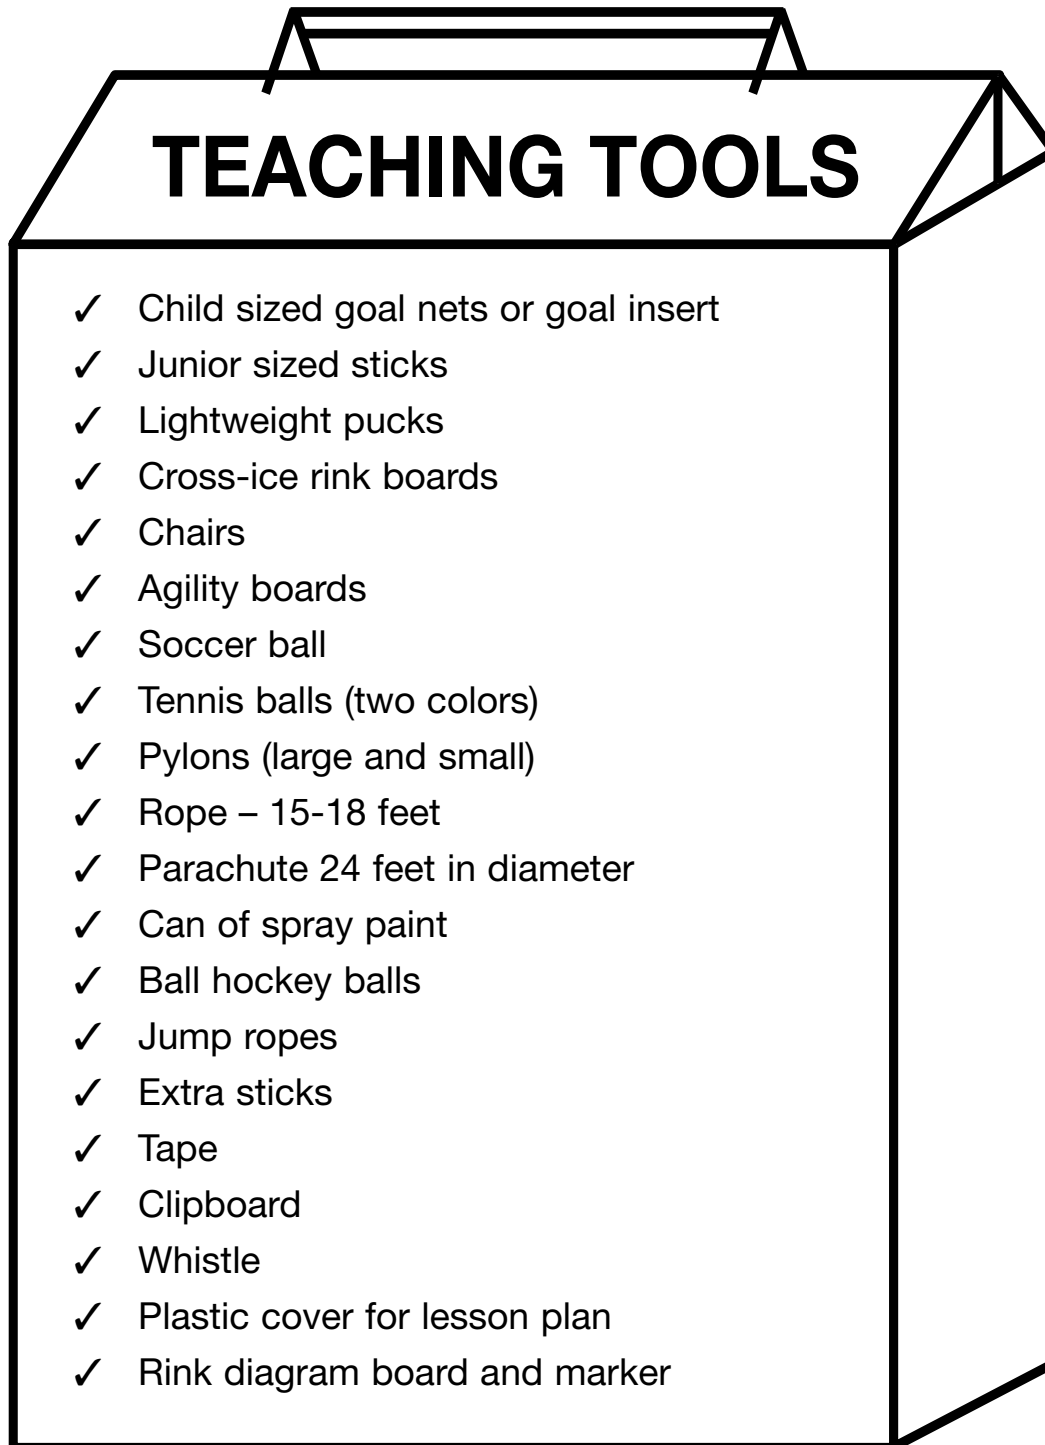 TEACHING TOOLS
✓ Child sized goal nets or goal insert
✓ Junior sized sticks
✓ Lightweight pucks
✓ Cross-ice rink boards
✓ Chairs
✓ Agility boards
✓ Soccer ball
✓ Tennis balls (two colors)
✓ Pylons (large and small)
✓ Rope – 15-18 feet
✓ Parachute 24 feet in diameter
✓ Can of spray paint
✓ Ball hockey balls
✓ Jump ropes
✓ Extra sticks
✓ Tape
✓ Clipboard
✓ Whistle
✓ Plastic cover for lesson plan
✓ Rink diagram board and marker